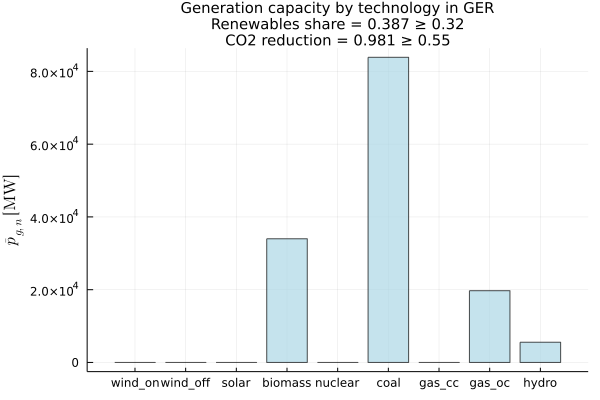 Generation capacity by technology in GER
Renewables share = 0.387 ≥ 0.32
CO2 reduction = 0.981 ≥ 0.55
8.0×10⁴
6.0×10⁴
4.0×10⁴
2.0×10⁴
0
p̄_{g,n} [MW]
wind_on wind_off solar biomass nuclear coal gas_cc gas_oc hydro